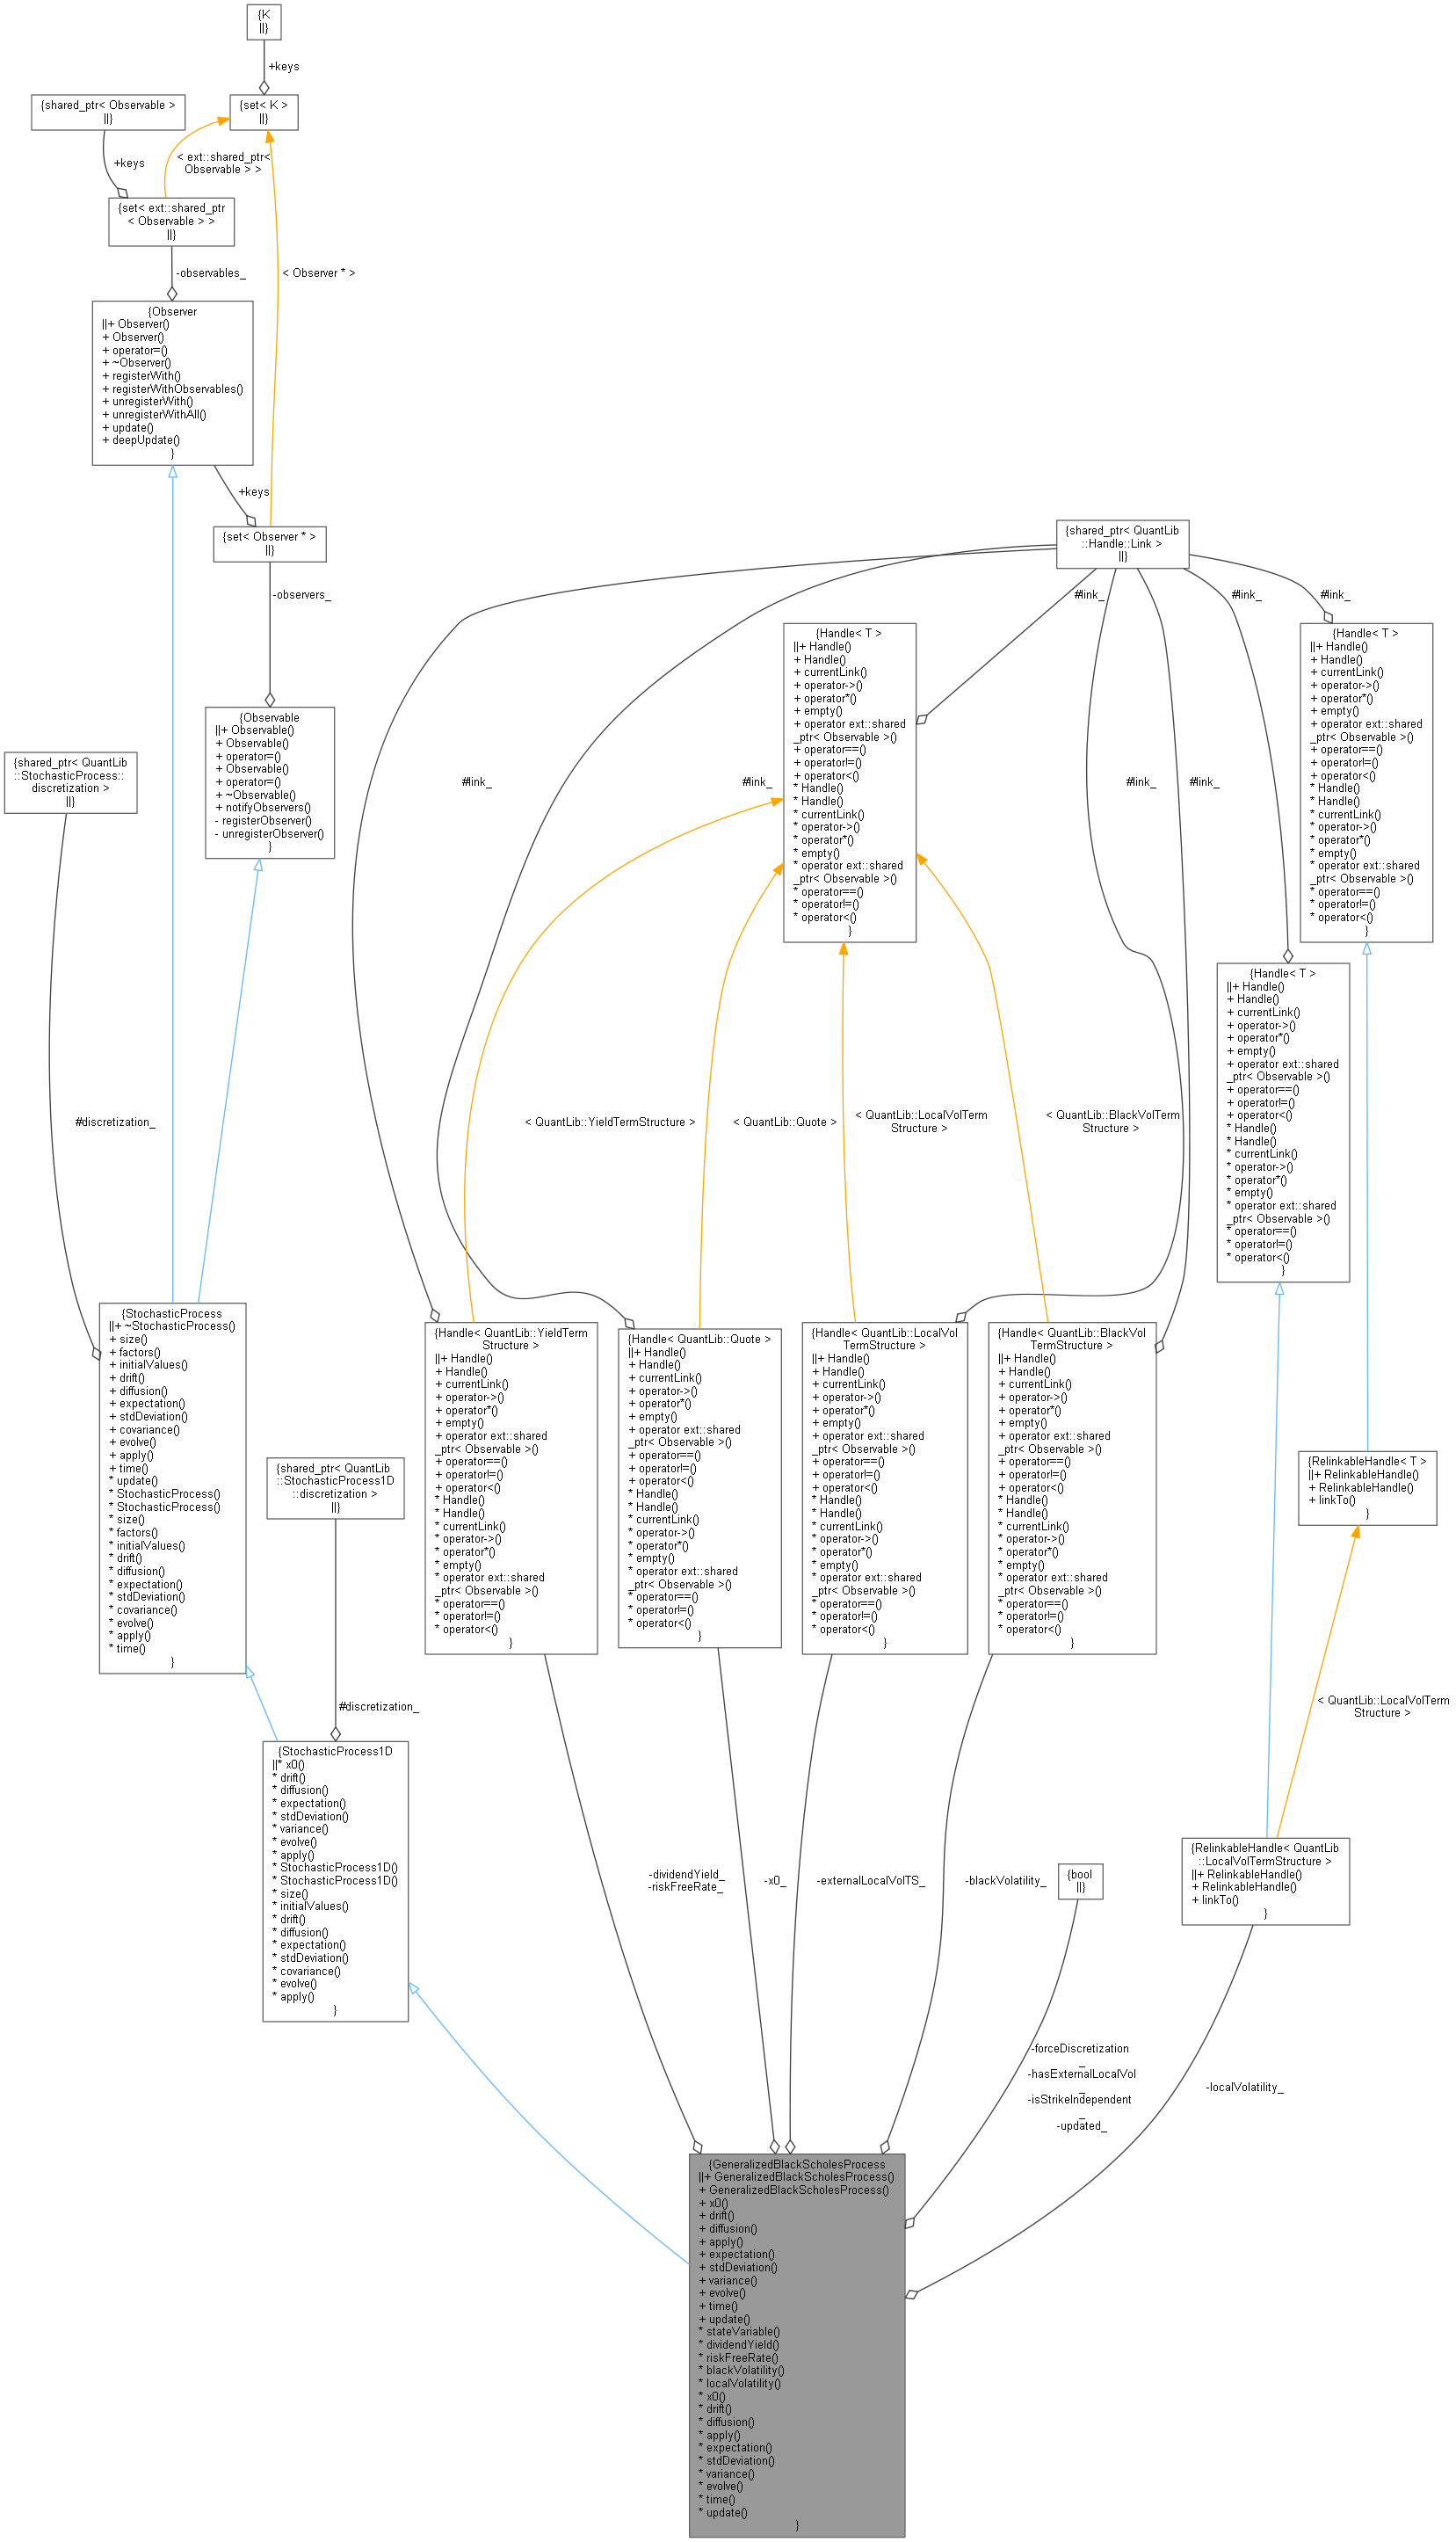 {K
||}
+keys
{shared_ptr< Observable >
||}
{set< K >
||}
+keys
< ext::shared_ptr<
Observable > >
{set< ext::shared_ptr
< Observable > >
||}
-observables_
< Observer * >
{Observer
||+ Observer()
+ Observer()
+ operator=()
+ ~Observer()
+ registerWith()
+ registerWithObservables()
+ unregisterWith()
+ unregisterWithAll()
+ update()
+ deepUpdate()
}
+keys
{set< Observer * >
||}
-observers_
{shared_ptr< QuantLib
::Handle::Link >
||}
#link_
#link_
#link_
{Observable
||+ Observable()
+ Observable()
+ operator=()
+ Observable()
+ operator=()
+ ~Observable()
+ notifyObservers()
- registerObserver()
- unregisterObserver()
}
{shared_ptr< QuantLib
::StochasticProcess::
discretization >
||}
{Handle< T >
||+ Handle()
+ Handle()
+ currentLink()
+ operator->()
+ operator*()
+ empty()
+ operator ext::shared
_ptr< Observable >()
+ operator==()
+ operator!=()
+ operator<()
* Handle()
* Handle()
* currentLink()
* operator->()
* operator*()
* empty()
* operator ext::shared
_ptr< Observable >()
* operator==()
* operator!=()
* operator<()
}
{Handle< T >
||+ Handle()
+ Handle()
+ currentLink()
+ operator->()
+ operator*()
+ empty()
+ operator ext::shared
_ptr< Observable >()
+ operator==()
+ operator!=()
+ operator<()
* Handle()
* Handle()
* currentLink()
* operator->()
* operator*()
* empty()
* operator ext::shared
_ptr< Observable >()
* operator==()
* operator!=()
* operator<()
}
#link_
#link_
#link_
#link_
{Handle< T >
||+ Handle()
+ Handle()
+ currentLink()
+ operator->()
+ operator*()
+ empty()
+ operator ext::shared
_ptr< Observable >()
+ operator==()
+ operator!=()
+ operator<()
* Handle()
* Handle()
* currentLink()
* operator->()
* operator*()
* empty()
* operator ext::shared
_ptr< Observable >()
* operator==()
* operator!=()
* operator<()
}
#discretization_
< QuantLib::YieldTermStructure >
< QuantLib::Quote >
< QuantLib::LocalVolTerm
Structure >
< QuantLib::BlackVolTerm
Structure >
{StochasticProcess
||+ ~StochasticProcess()
+ size()
+ factors()
+ initialValues()
+ drift()
+ diffusion()
+ expectation()
+ stdDeviation()
+ covariance()
+ evolve()
+ apply()
+ time()
* update()
* StochasticProcess()
* StochasticProcess()
* size()
* factors()
* initialValues()
* drift()
* diffusion()
* expectation()
* stdDeviation()
* covariance()
* evolve()
* apply()
* time()
}
{Handle< QuantLib::YieldTerm
Structure >
||+ Handle()
+ Handle()
+ currentLink()
+ operator->()
+ operator*()
+ empty()
+ operator ext::shared
_ptr< Observable >()
+ operator==()
+ operator!=()
+ operator<()
* Handle()
* Handle()
* currentLink()
* operator->()
* operator*()
* empty()
* operator ext::shared
_ptr< Observable >()
* operator==()
* operator!=()
* operator<()
}
{Handle< QuantLib::Quote >
||+ Handle()
+ Handle()
+ currentLink()
+ operator->()
+ operator*()
+ empty()
+ operator ext::shared
_ptr< Observable >()
+ operator==()
+ operator!=()
+ operator<()
* Handle()
* Handle()
* currentLink()
* operator->()
* operator*()
* empty()
* operator ext::shared
_ptr< Observable >()
* operator==()
* operator!=()
* operator<()
}
{Handle< QuantLib::LocalVol
TermStructure >
||+ Handle()
+ Handle()
+ currentLink()
+ operator->()
+ operator*()
+ empty()
+ operator ext::shared
_ptr< Observable >()
+ operator==()
+ operator!=()
+ operator<()
* Handle()
* Handle()
* currentLink()
* operator->()
* operator*()
* empty()
* operator ext::shared
_ptr< Observable >()
* operator==()
* operator!=()
* operator<()
}
{Handle< QuantLib::BlackVol
TermStructure >
||+ Handle()
+ Handle()
+ currentLink()
+ operator->()
+ operator*()
+ empty()
+ operator ext::shared
_ptr< Observable >()
+ operator==()
+ operator!=()
+ operator<()
* Handle()
* Handle()
* currentLink()
* operator->()
* operator*()
* empty()
* operator ext::shared
_ptr< Observable >()
* operator==()
* operator!=()
* operator<()
}
{RelinkableHandle< T >
||+ RelinkableHandle()
+ RelinkableHandle()
+ linkTo()
}
{shared_ptr< QuantLib
::StochasticProcess1D
::discretization >
||}
#discretization_
< QuantLib::LocalVolTerm
Structure >
{StochasticProcess1D
||* x0()
* drift()
* diffusion()
* expectation()
* stdDeviation()
* variance()
* evolve()
* apply()
* StochasticProcess1D()
* StochasticProcess1D()
* size()
* initialValues()
* drift()
* diffusion()
* expectation()
* stdDeviation()
* covariance()
* evolve()
* apply()
}
-dividendYield_
-riskFreeRate_
-x0_
-externalLocalVolTS_
-blackVolatility_
{bool
||}
{RelinkableHandle< QuantLib
::LocalVolTermStructure >
||+ RelinkableHandle()
+ RelinkableHandle()
+ linkTo()
}
-forceDiscretization
_
-hasExternalLocalVol
_
-isStrikeIndependent
_
-updated_
-localVolatility_
{GeneralizedBlackScholesProcess
||+ GeneralizedBlackScholesProcess()
+ GeneralizedBlackScholesProcess()
+ x0()
+ drift()
+ diffusion()
+ apply()
+ expectation()
+ stdDeviation()
+ variance()
+ evolve()
+ time()
+ update()
* stateVariable()
* dividendYield()
* riskFreeRate()
* blackVolatility()
* localVolatility()
* x0()
* drift()
* diffusion()
* apply()
* expectation()
* stdDeviation()
* variance()
* evolve()
* time()
* update()
}